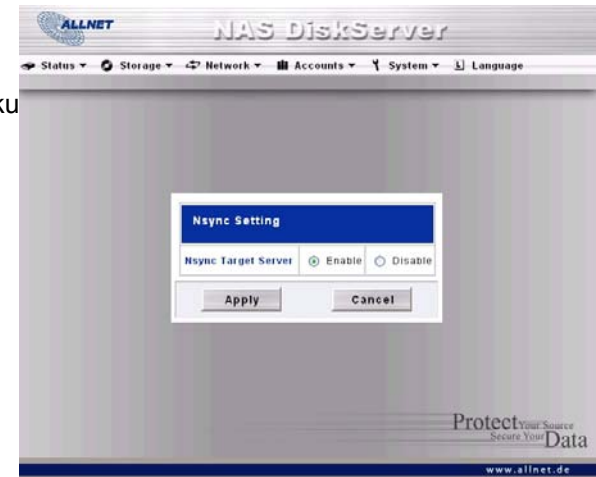 ALLNET
NAS DiskServer
Status Storage Network Accounts System Language
ku
Nsync Setting
Nsync Target Server Enable Disable
Apply Cancel
Protect Your Source
Secure Your Data
www.allnet.de